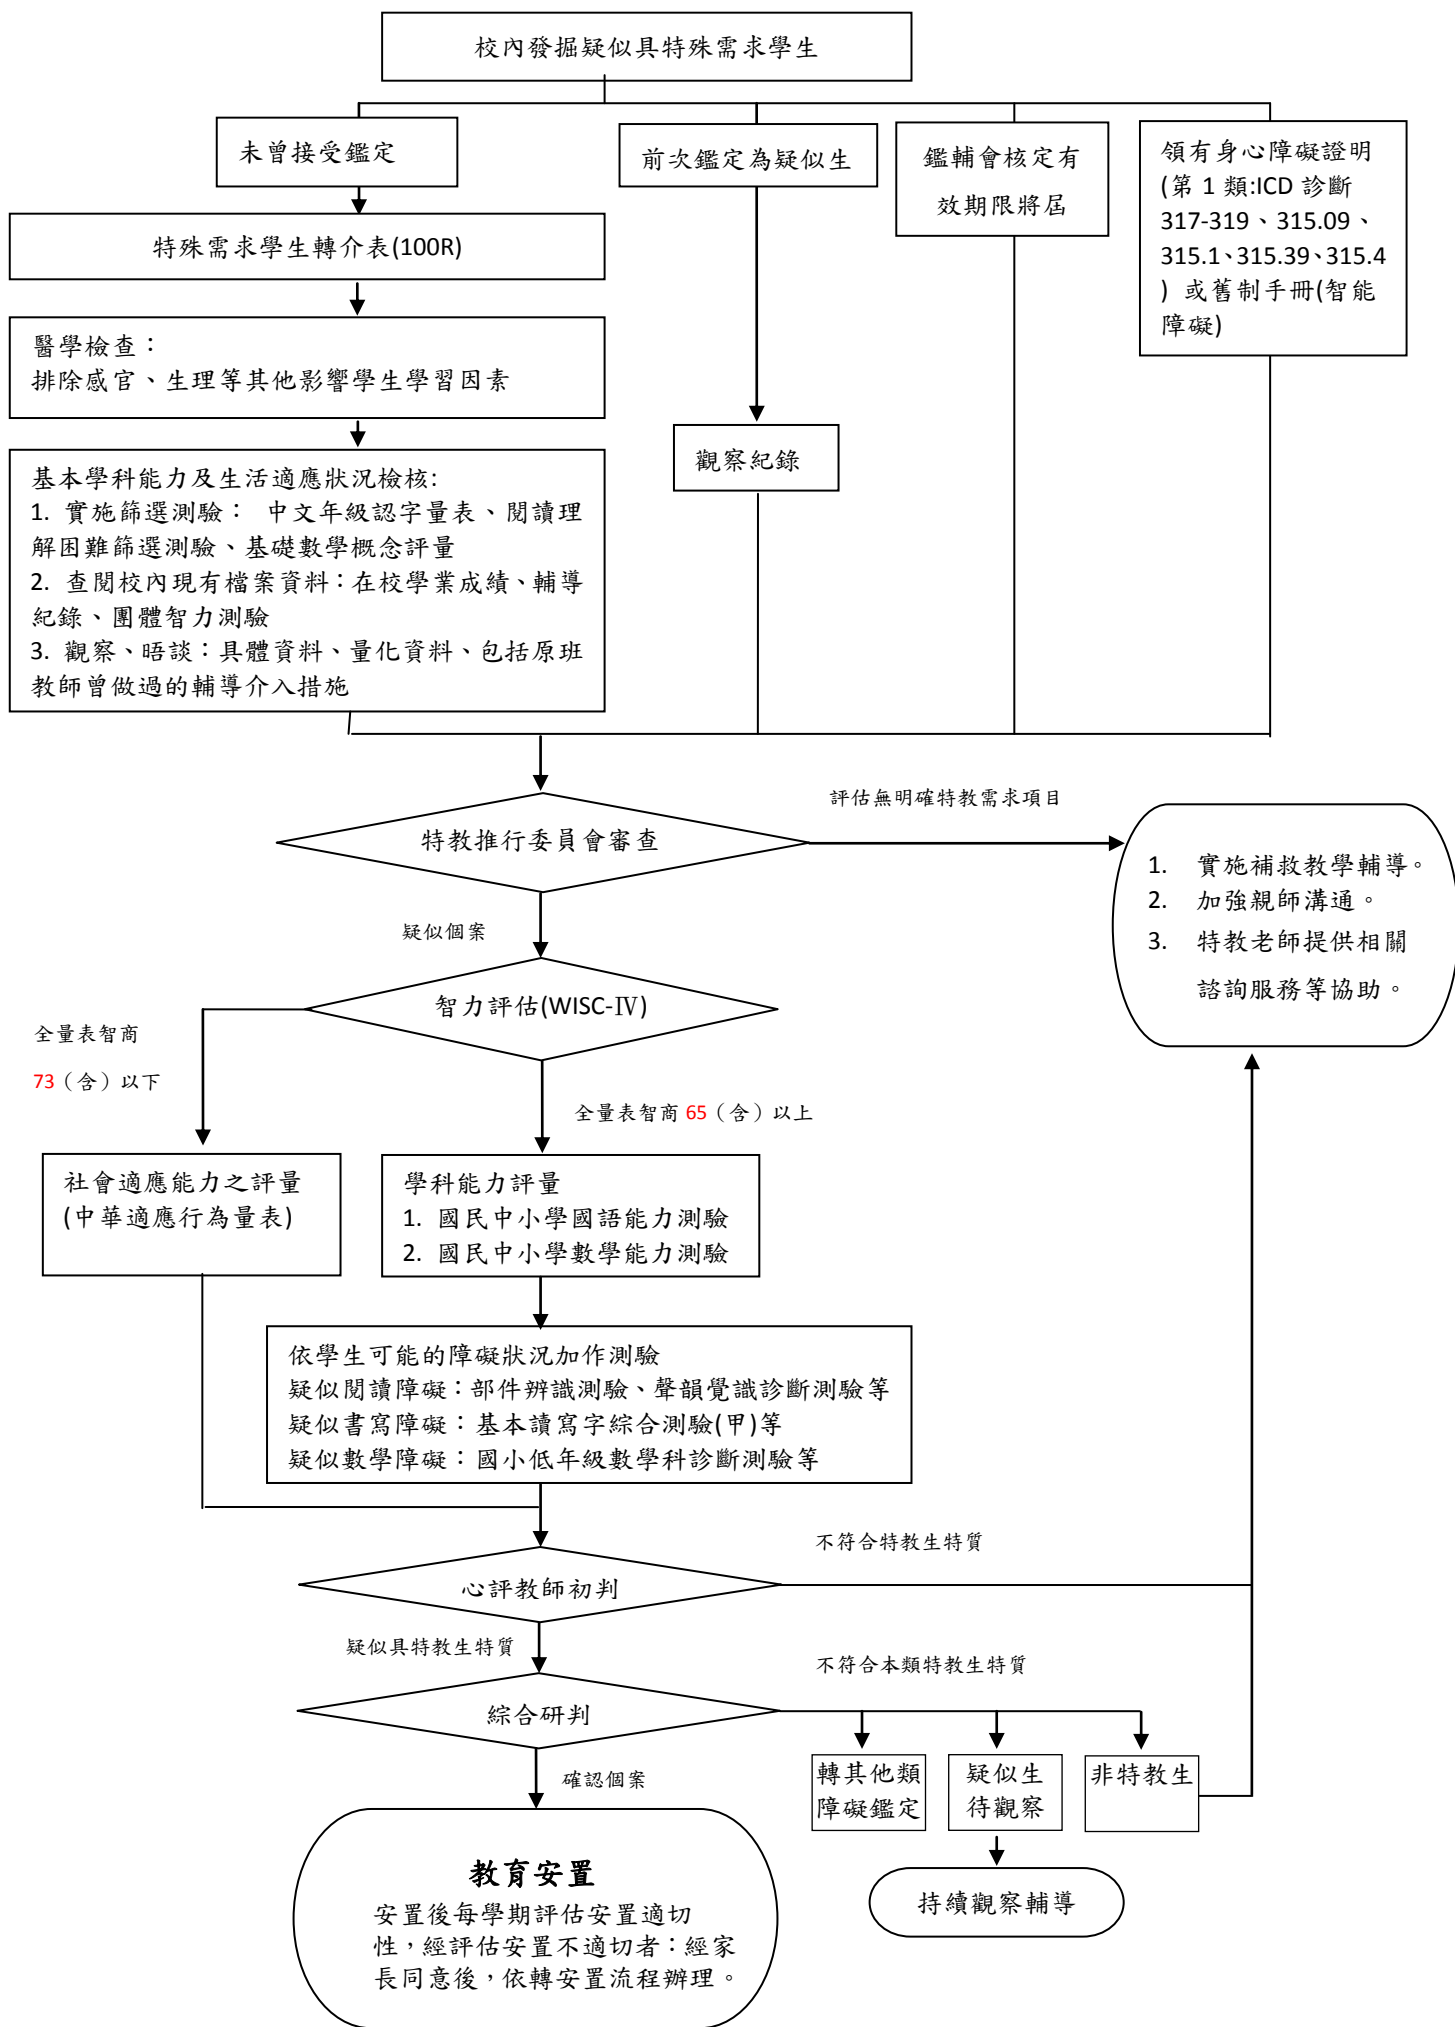 校內發掘疑似具特殊需求學生
未曾接受鑑定
前次鑑定為疑似生
鑑輔會核定有
效期限將屆
領有身心障礙證明
(第 1 類:ICD 診斷
317-319、315.09、
315.1、315.39、315.4
) 或舊制手冊(智能
障礙)
特殊需求學生轉介表(100R)
醫學檢查：
排除感官、生理等其他影響學生學習因素
觀察紀錄
基本學科能力及生活適應狀況檢核:
1. 實施篩選測驗： 中文年級認字量表、閱讀理
解困難篩選測驗、基礎數學概念評量
2. 查閱校內現有檔案資料：在校學業成績、輔導
紀錄、團體智力測驗
3. 觀察、晤談：具體資料、量化資料、包括原班
教師曾做過的輔導介入措施
特教推行委員會審查
評估無明確特教需求項目
1. 實施補救教學輔導。
2. 加強親師溝通。
3. 特教老師提供相關
諮詢服務等協助。
疑似個案
智力評估(WISC-Ⅳ)
全量表智商
73（含）以下
全量表智商 65（含）以上
社會適應能力之評量
(中華適應行為量表)
學科能力評量
1. 國民中小學國語能力測驗
2. 國民中小學數學能力測驗
依學生可能的障礙狀況加作測驗
疑似閱讀障礙：部件辨識測驗、聲韻覺識診斷測驗等
疑似書寫障礙：基本讀寫字綜合測驗(甲)等
疑似數學障礙：國小低年級數學科診斷測驗等
心評教師初判
不符合特教生特質
疑似具特教生特質
綜合研判
不符合本類特教生特質
確認個案
轉其他類
障礙鑑定
疑似生
待觀察
非特教生
持續觀察輔導
教育安置
安置後每學期評估安置適切
性，經評估安置不適切者：經家
長同意後，依轉安置流程辦理。